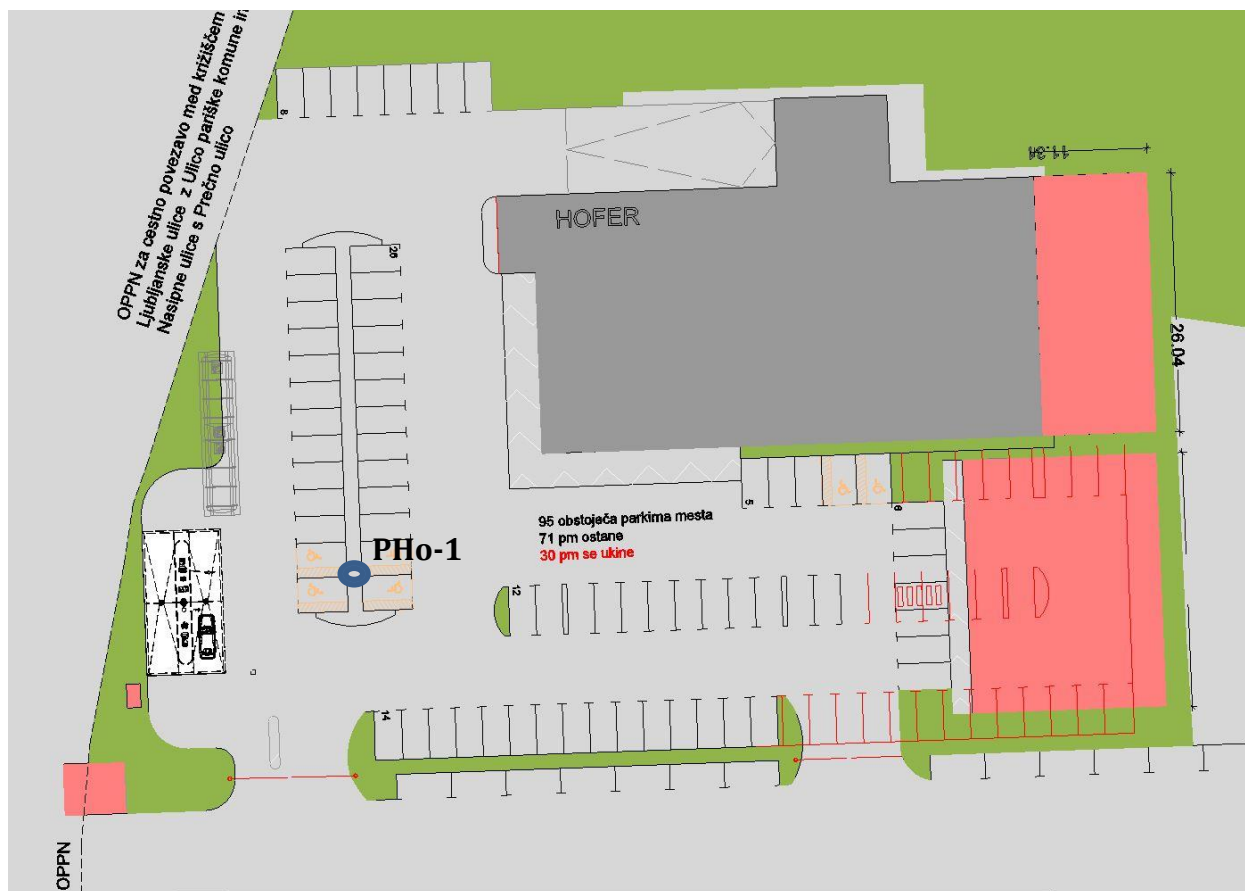 OPPN za cestno povezavo med križiščem
Ljubljanske ulice z Ulico pariške komune in
Nasipne ulice s Prečno ulico
8
11.31
HOFER
26
26.04
5
6
95 obstoječa parkirna mesta
71 pm ostane
30 pm se ukine
PHo-1
12
14
OPPN